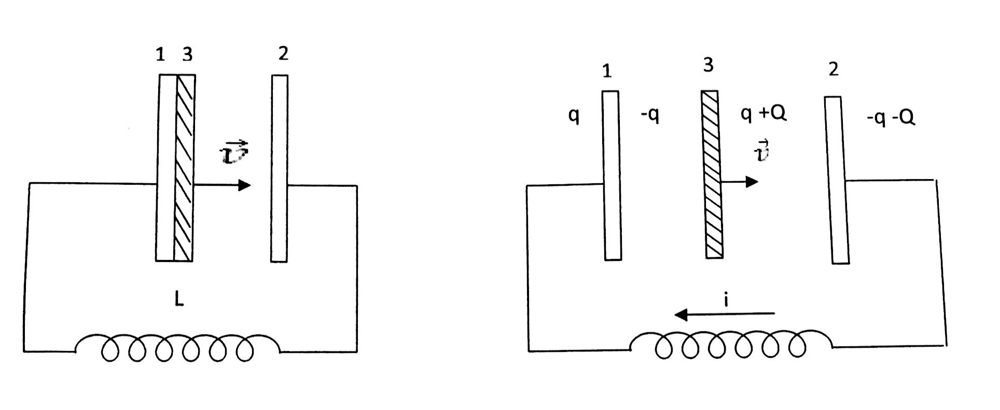 1 3 2
v⃗
L
1 3 2
q -q q +Q -q -Q
v⃗
i